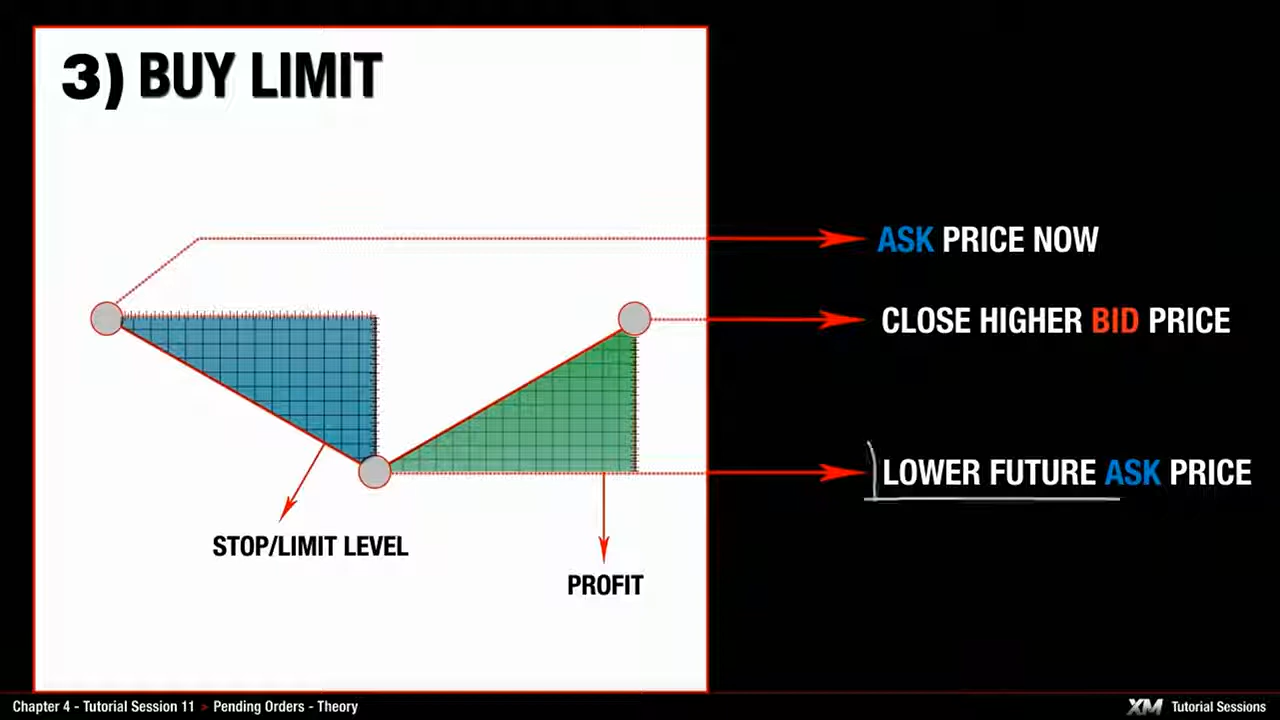 3) BUY LIMIT
ASK PRICE NOW
CLOSE HIGHER BID PRICE
LOWER FUTURE ASK PRICE
STOP/LIMIT LEVEL
PROFIT
Chapter 4 - Tutorial Session 11 > Pending Orders - Theory
XM Tutorial Sessions